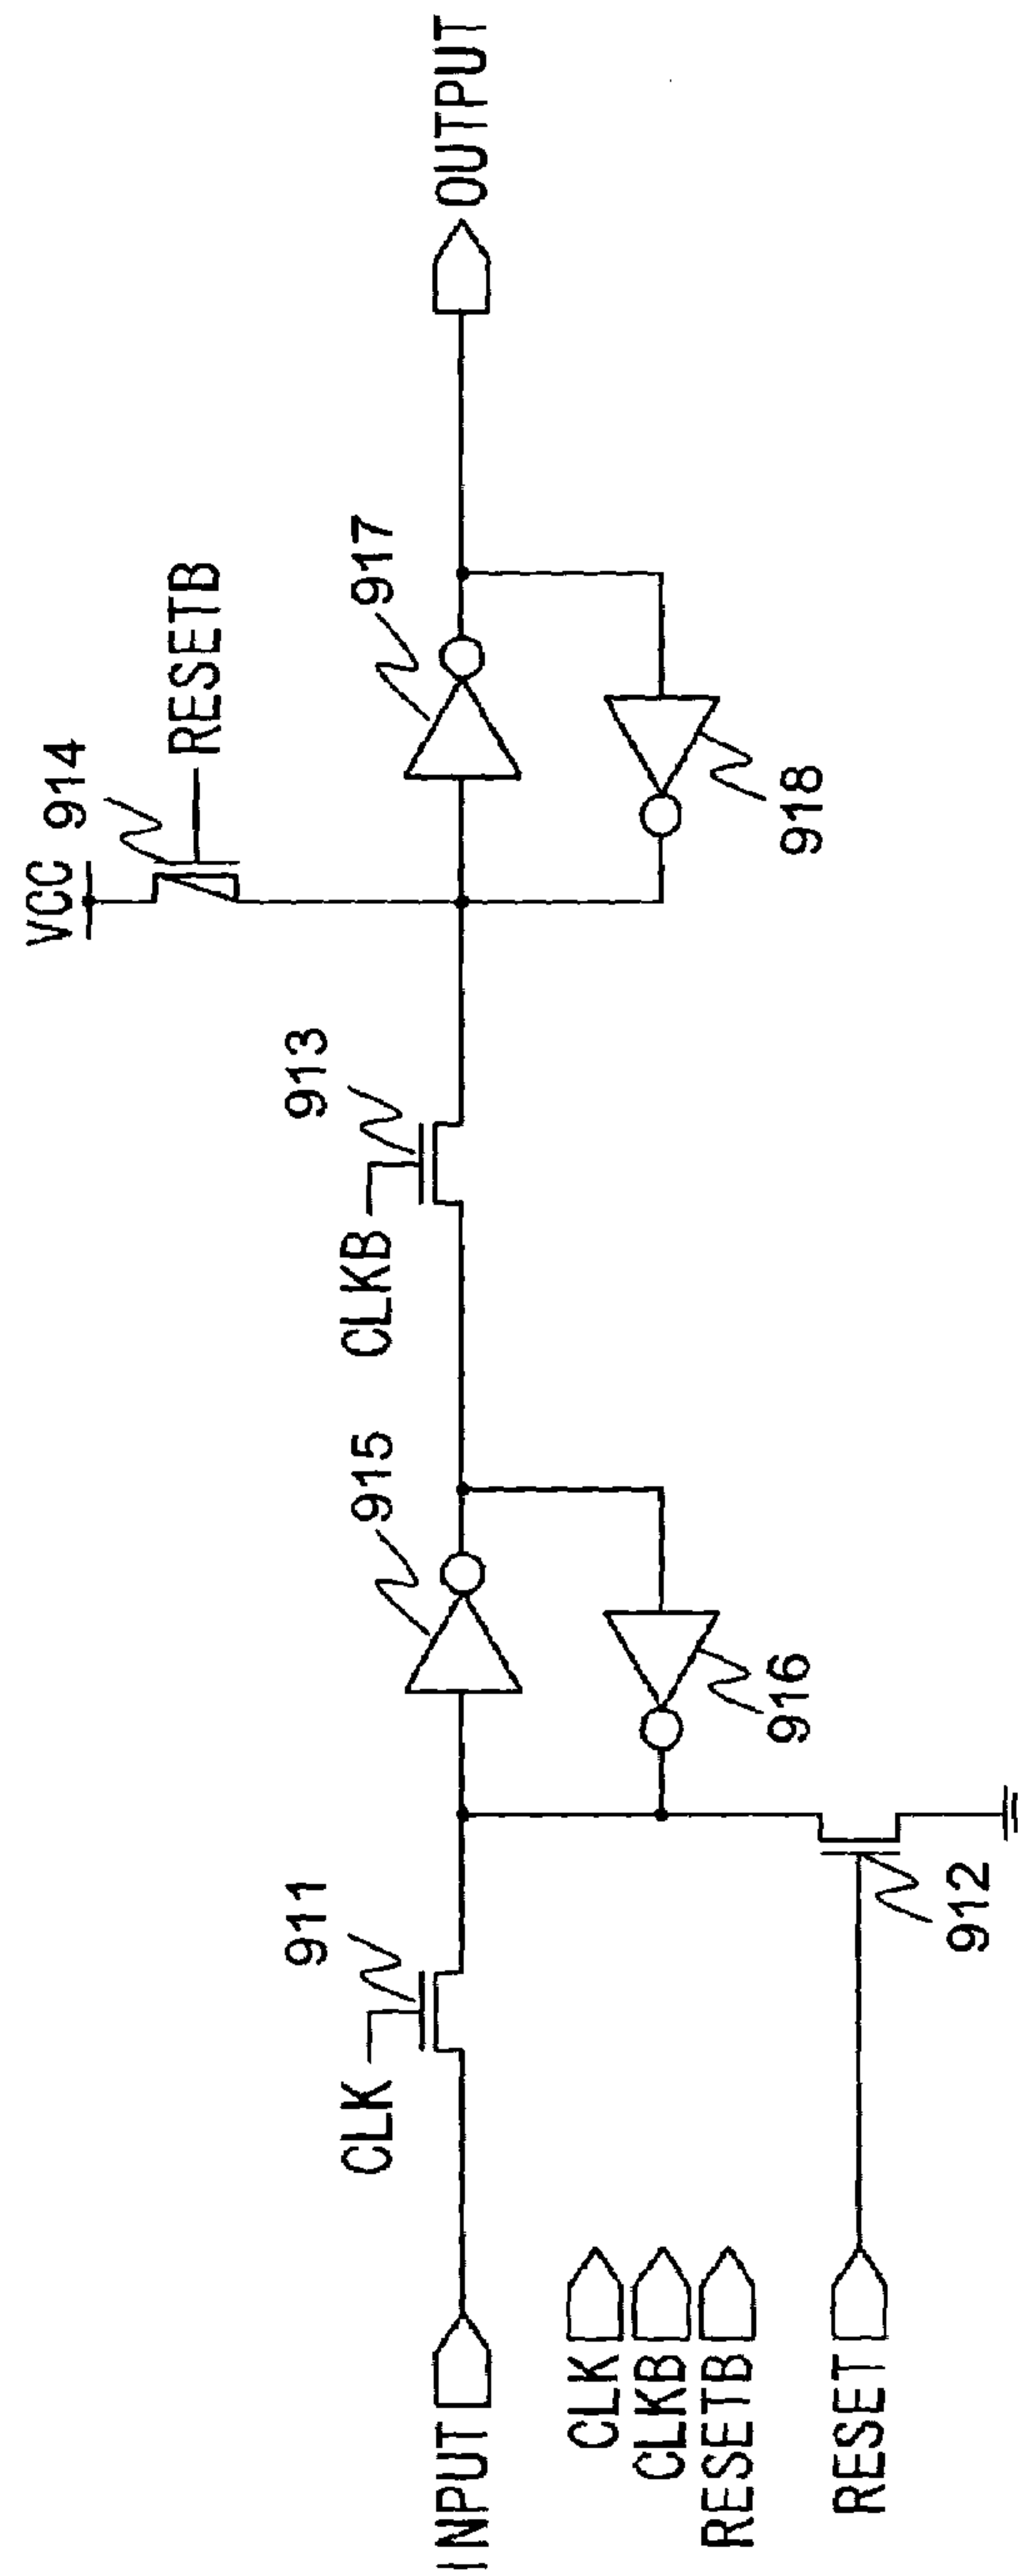 VCC
914
RESETB
OUTPUT
917
918
913
CLKB
915
916
911
CLK
912
INPUT
CLK
CLKB
RESETB
RESET